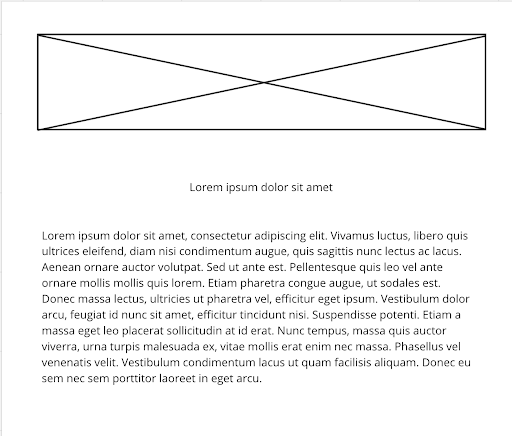 Lorem ipsum dolor sit amet
Lorem ipsum dolor sit amet, consectetur adipiscing elit. Vivamus luctus, libero quis
ultrices eleifend, diam nisi condimentum augue, quis sagittis nunc lectus ac lacus.
Aenean ornare auctor volutpat. Sed ut ante est. Pellentesque quis leo vel ante
ornare mollis mollis quis lorem. Etiam pharetra congue augue, ut sodales est.
Donec massa lectus, ultricies ut pharetra vel, efficitur eget ipsum. Vestibulum dolor
arcu, feugiat id nunc sit amet, efficitur tincidunt nisi. Suspendisse potenti. Etiam a
massa eget leo placerat sollicitudin at id erat. Nunc tempus, massa quis auctor
viverra, urna turpis malesuada ex, vitae mollis erat enim nec massa. Phasellus vel
venenatis velit. Vestibulum condimentum lacus ut quam facilisis aliquam. Donec eu
sem nec sem porttitor laoreet in eget arcu.